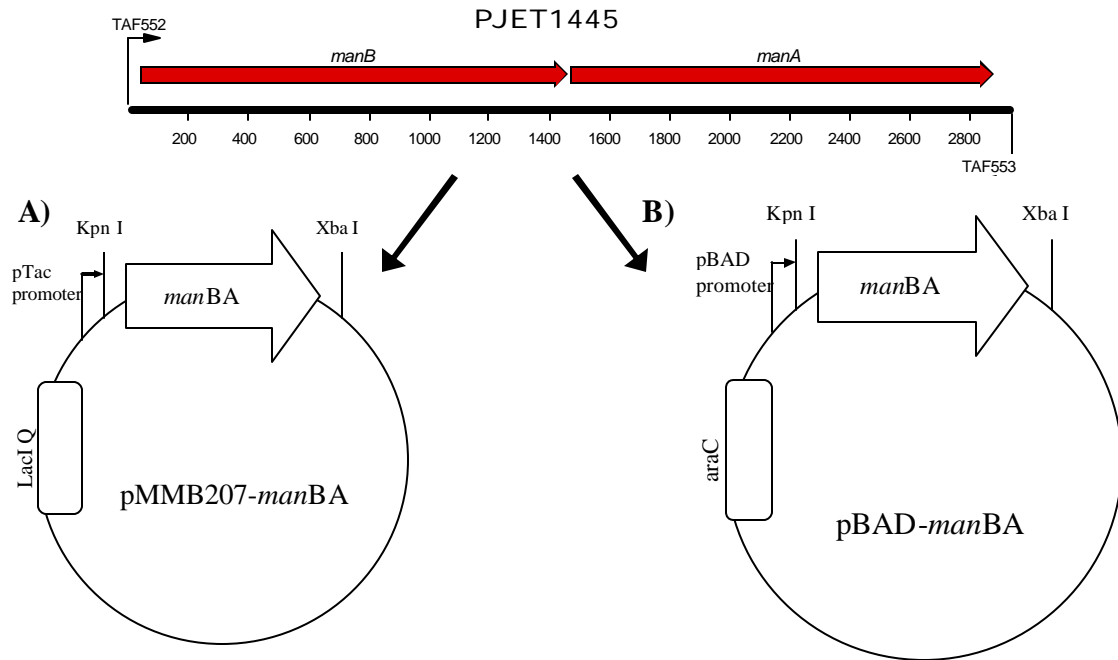 PJET1445
TAF552
manB manA
200 400 600 800 1000 1200 1400 1600 1800 2000 2200 2400 2600 2800
TAF553
A)
Kpn I
Xba I
pTac
promoter
manBA
LacI Q
pMMB207-manBA
B)
Kpn I
Xba I
pBAD
promoter
manBA
araC
pBAD-manBA